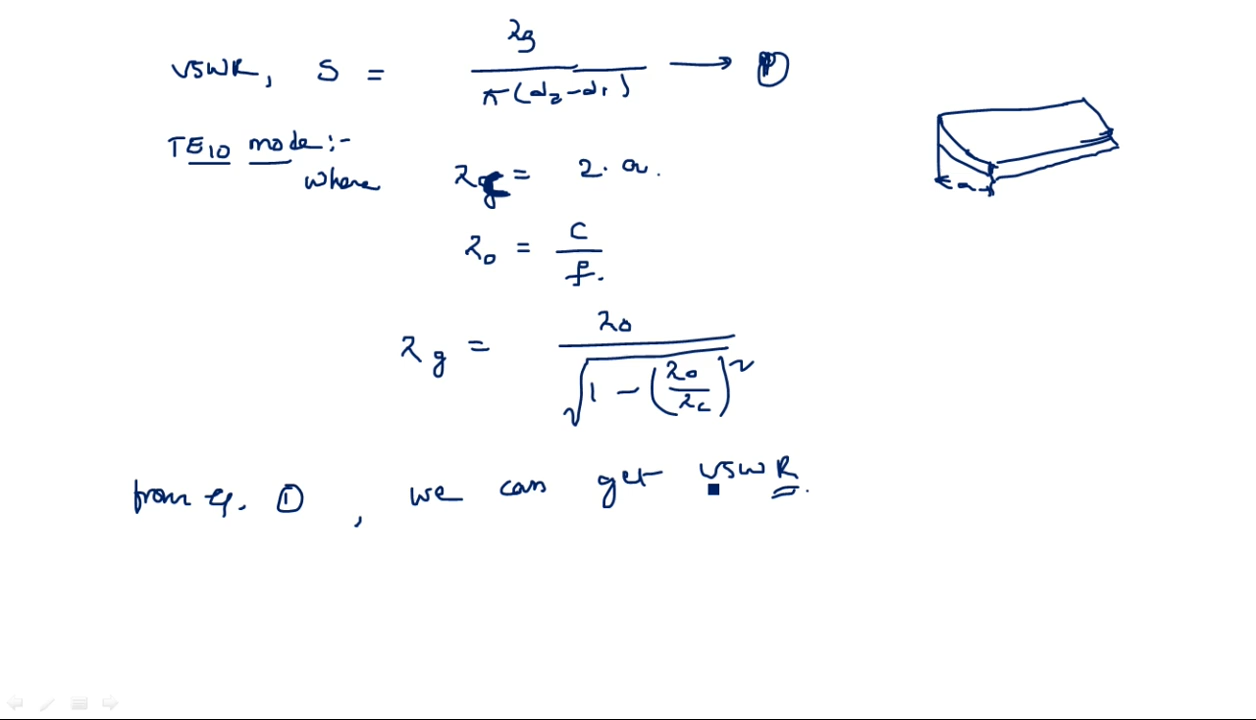 VSWR, S = λg / π(d₂-d₁) → ①
TE₁₀ mode:-
where λc = 2.a.
a
λ₀ = c / f.
λg = λ₀ / √1 - (λ₀/λc)²
from eq. ①, we can get VSWR.